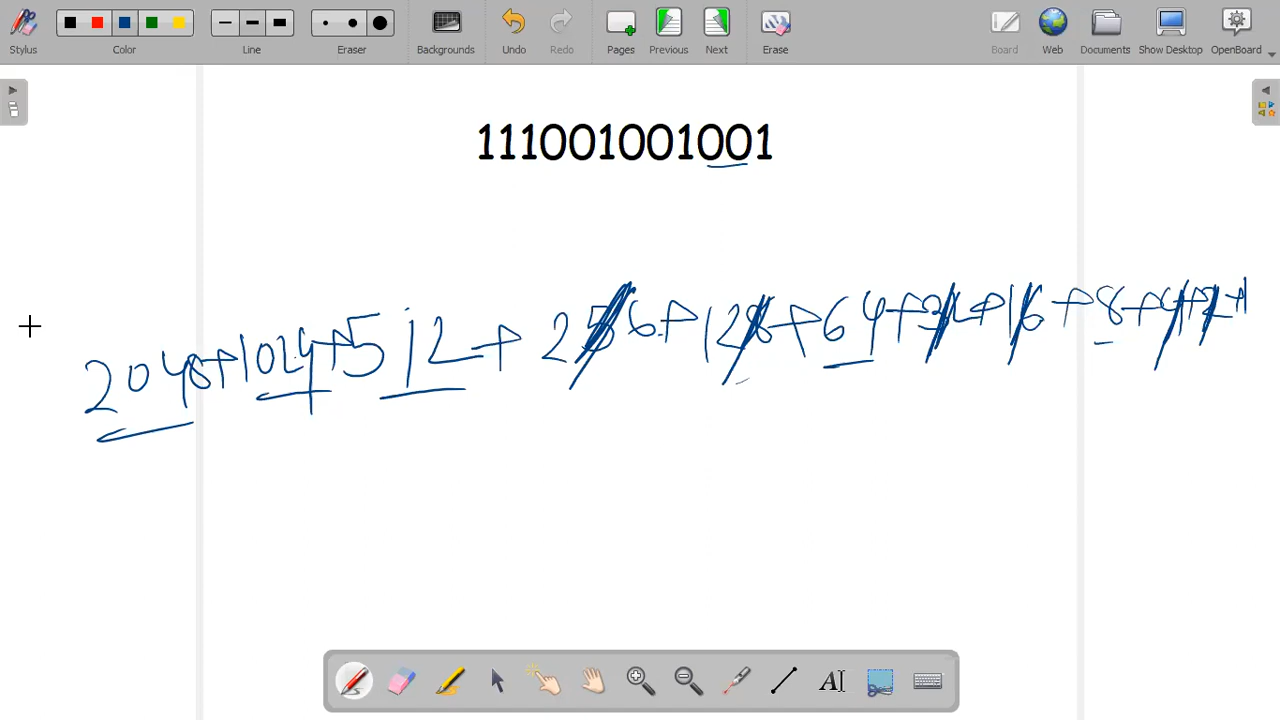 Stylus Color Line Eraser Backgrounds Undo Redo Pages Previous Next Erase Board Web Documents Show Desktop OpenBoard
111001001001
2048+1024+512+256+128+64+32+16+8+4+2+1